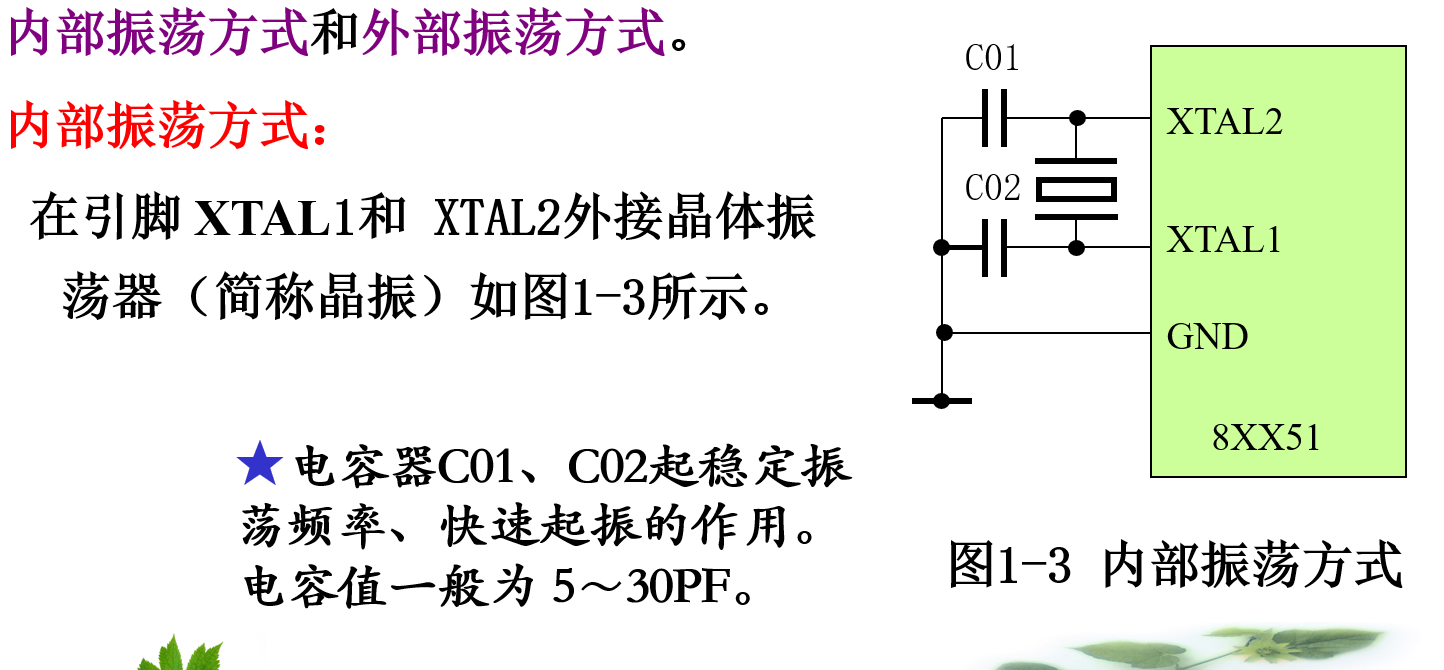 内部振荡方式和外部振荡方式。
内部振荡方式：
在引脚 XTAL1和 XTAL2外接晶体振
荡器（简称晶振）如图1-3所示。
★电容器C01、C02起稳定振
荡频率、快速起振的作用。
电容值一般为 5～30PF。
C01
XTAL2
C02
XTAL1
GND
8XX51
图1-3 内部振荡方式